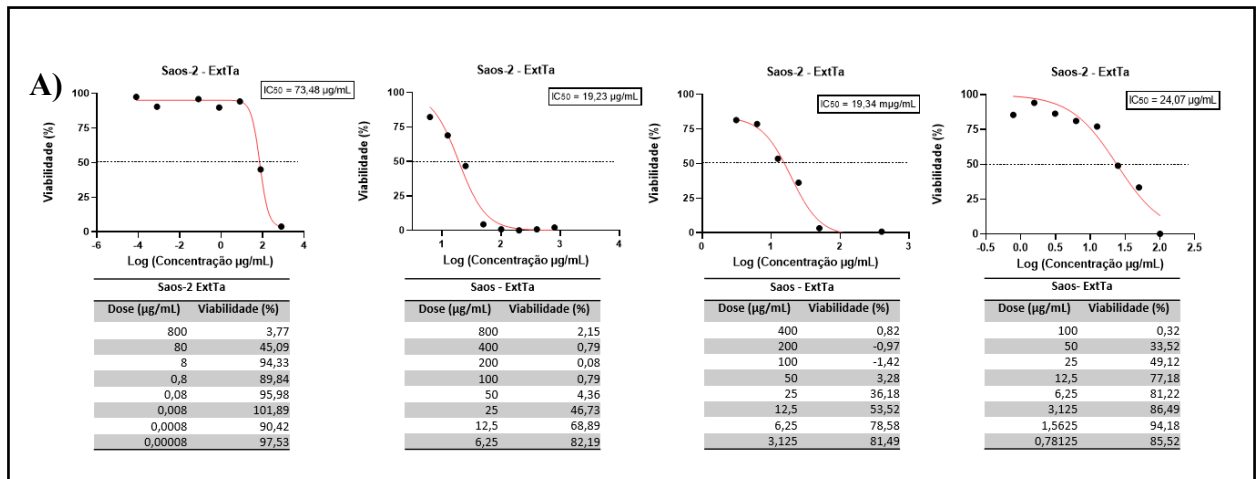 A)
Saos-2 - ExtTa
IC50 = 73,48 µg/mL
Viabilidade (%)
100
75
50
25
0
-6 -4 -2 0 2 4
Log (Concentração µg/mL)
Saos-2 ExtTa
Dose (µg/mL) Viabilidade (%)
800 3,77
80 45,09
8 94,33
0,8 89,84
0,08 95,98
0,008 101,89
0,0008 90,42
0,00008 97,53
Saos-2 - ExtTa
IC50 = 19,23 µg/mL
Viabilidade (%)
100
75
50
25
0
1 2 3 4
Log (Concentração µg/mL)
Saos - ExtTa
Dose (µg/mL) Viabilidade (%)
800 2,15
400 0,79
200 0,08
100 0,79
50 4,36
25 46,73
12,5 68,89
6,25 82,19
Saos-2 - ExtTa
IC50 = 19,34 mµg/mL
Viabilidade (%)
100
75
50
25
0
0 1 2 3
Log (Concentração µg/mL)
Saos - ExtTa
Dose (µg/mL) Viabilidade (%)
400 0,82
200 -0,97
100 -1,42
50 3,28
25 36,18
12,5 53,52
6,25 78,58
3,125 81,49
Saos-2 - ExtTa
IC50 = 24,07 µg/mL
Viabilidade (%)
100
75
50
25
0
-0.5 0.0 0.5 1.0 1.5 2.0 2.5
Log (Concentração µg/mL)
Saos- ExtTa
Dose (µg/mL) Viabilidade (%)
100 0,32
50 33,52
25 49,12
12,5 77,18
6,25 81,22
3,125 86,49
1,5625 94,18
0,78125 85,52